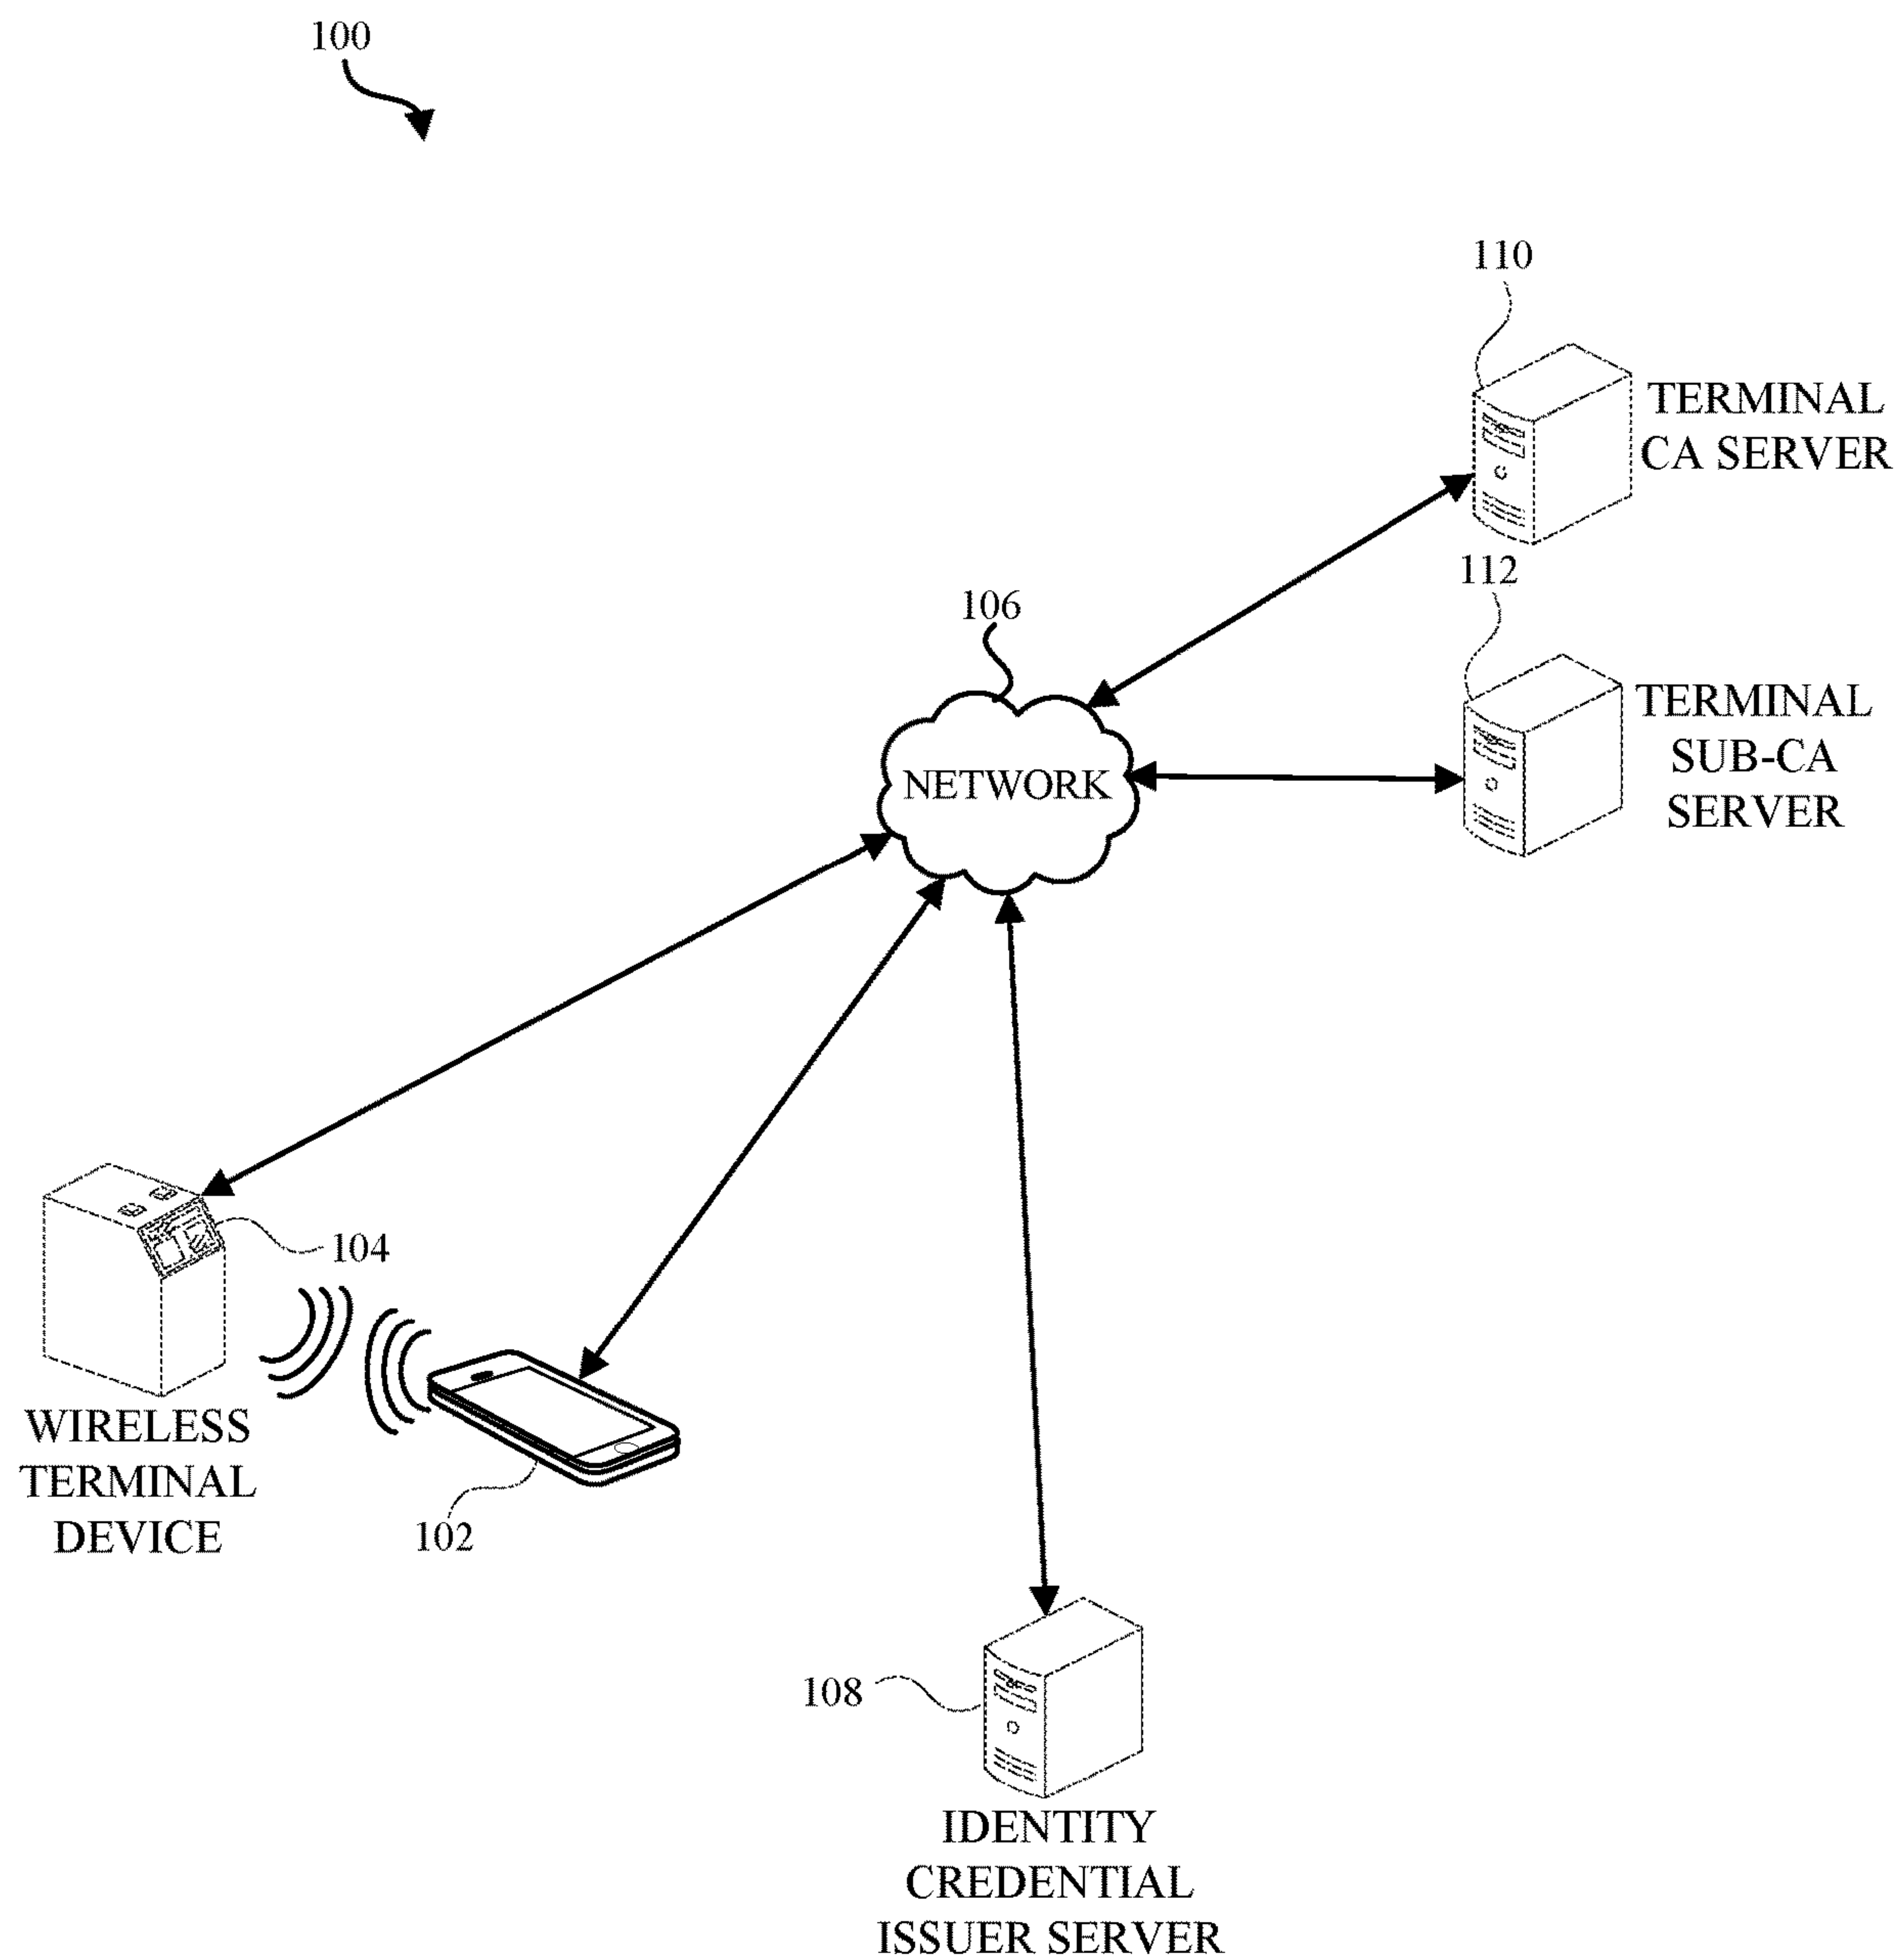 100
110
TERMINAL
CA SERVER
112
106
TERMINAL
SUB-CA
SERVER
NETWORK
104
WIRELESS
TERMINAL
DEVICE
102
108
IDENTITY
CREDENTIAL
ISSUER SERVER